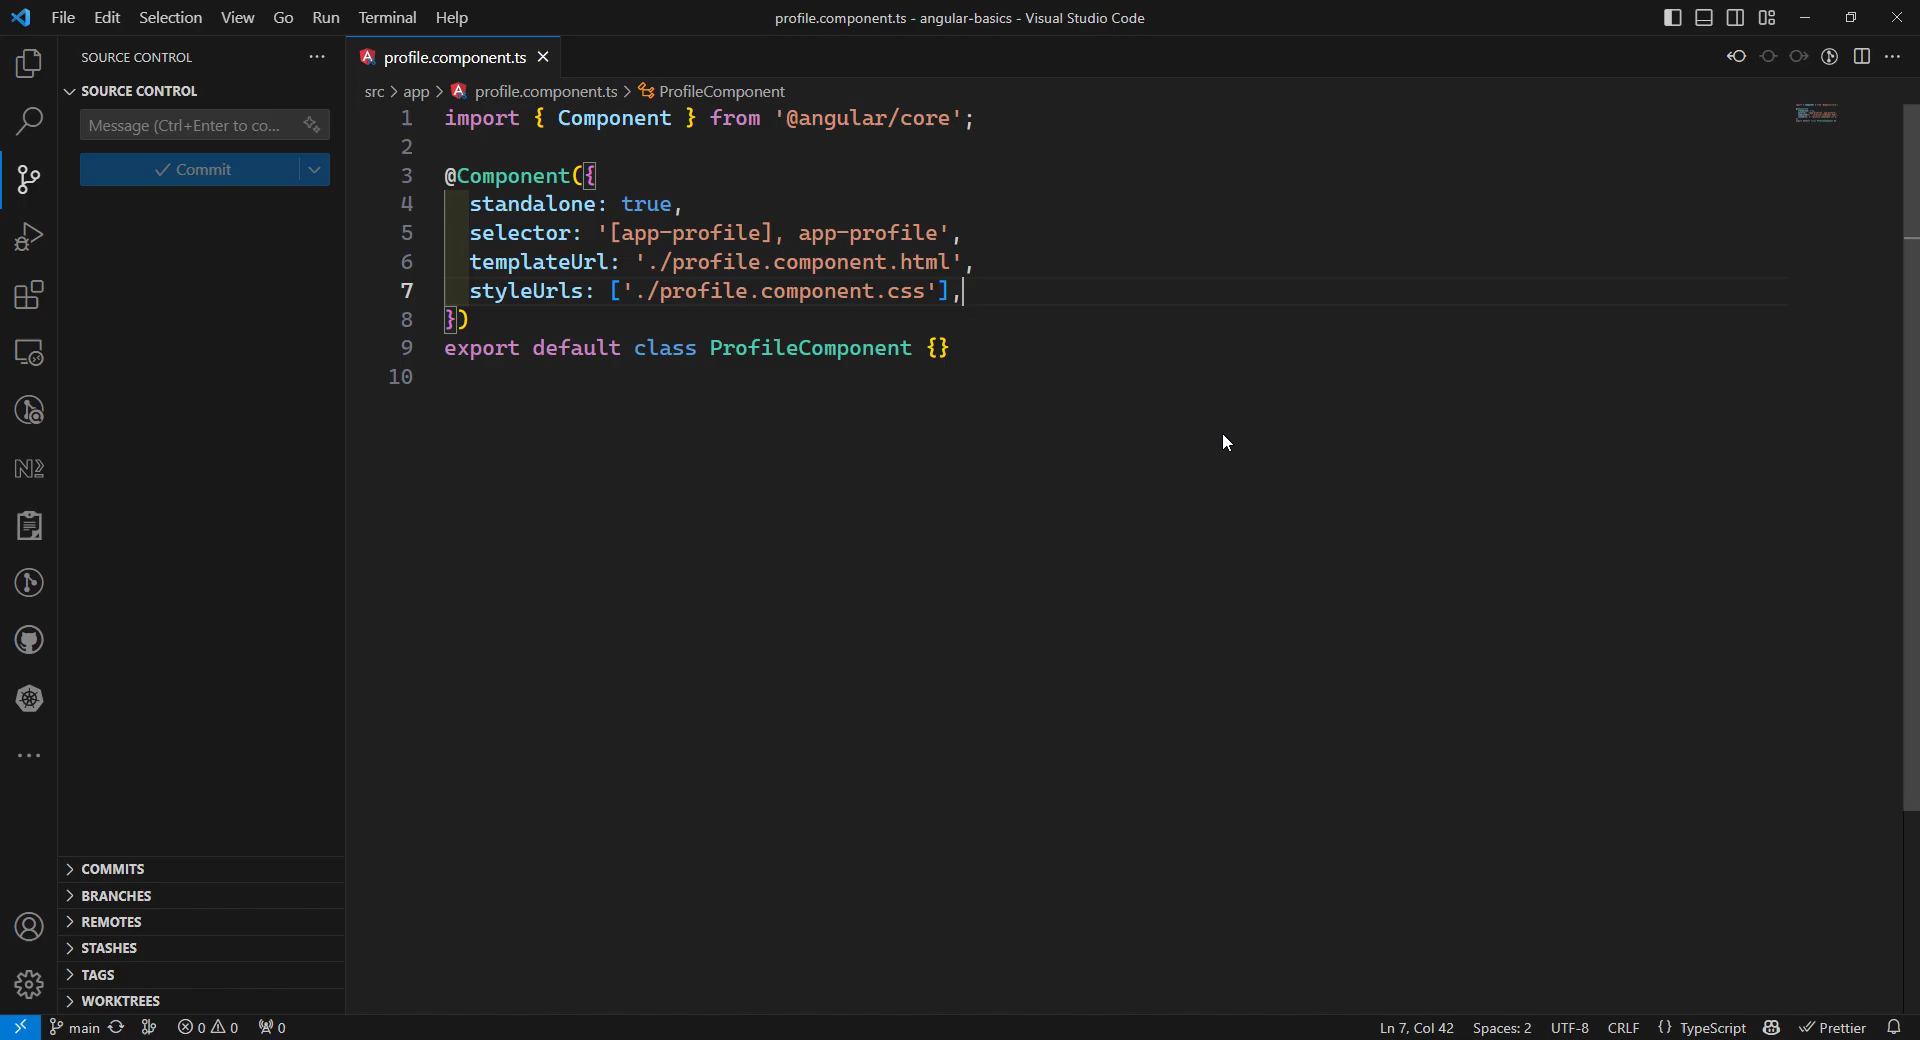 File Edit Selection View Go Run Terminal Help
profile.component.ts - angular-basics - Visual Studio Code
SOURCE CONTROL
SOURCE CONTROL
Message (Ctrl+Enter to co...
Commit
profile.component.ts
src > app > profile.component.ts > ProfileComponent
1 import { Component } from '@angular/core';
2
3 @Component({
4 standalone: true,
5 selector: '[app-profile], app-profile',
6 templateUrl: './profile.component.html',
7 styleUrls: ['./profile.component.css'],
8 })
9 export default class ProfileComponent {}
10
COMMITS
BRANCHES
REMOTES
STASHES
TAGS
WORKTREES
main 0 0 0
Ln 7, Col 42 Spaces: 2 UTF-8 CRLF {} TypeScript Prettier